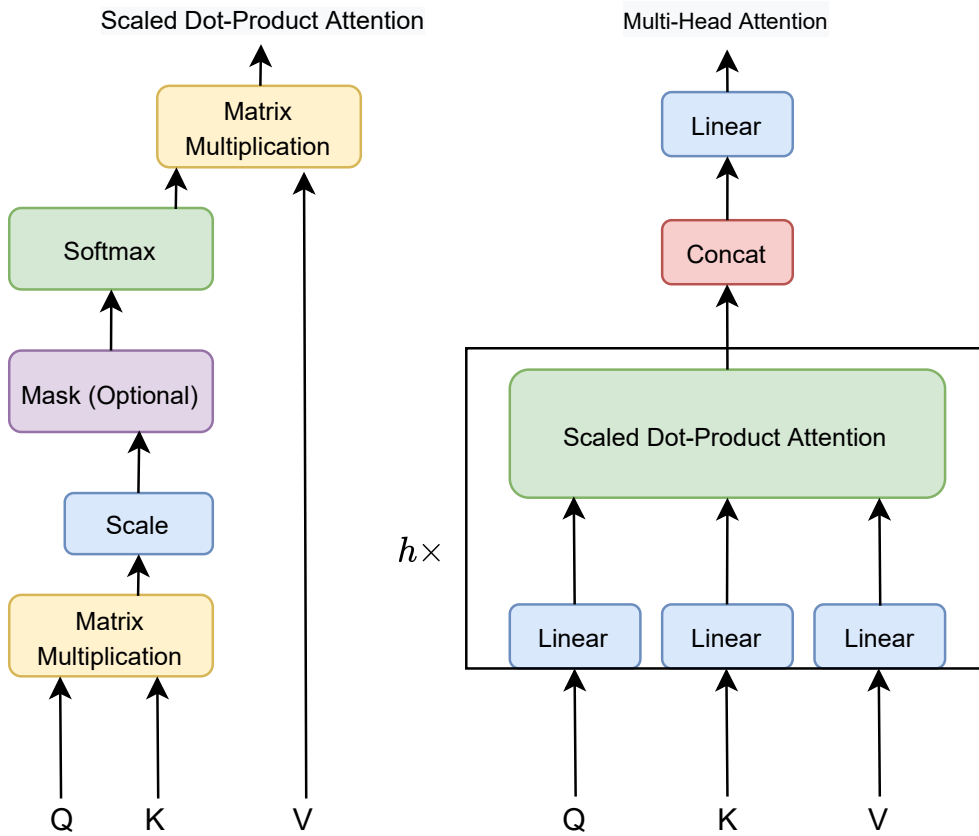 Scaled Dot-Product Attention
Matrix
Multiplication
Softmax
Mask (Optional)
Scale
Matrix
Multiplication
Q
K
V
Multi-Head Attention
Linear
Concat
Scaled Dot-Product Attention
h×
Linear
Linear
Linear
Q
K
V